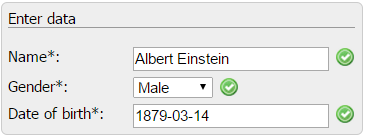 Enter data
Name*: Albert Einstein
Gender*: Male
Date of birth*: 1879-03-14